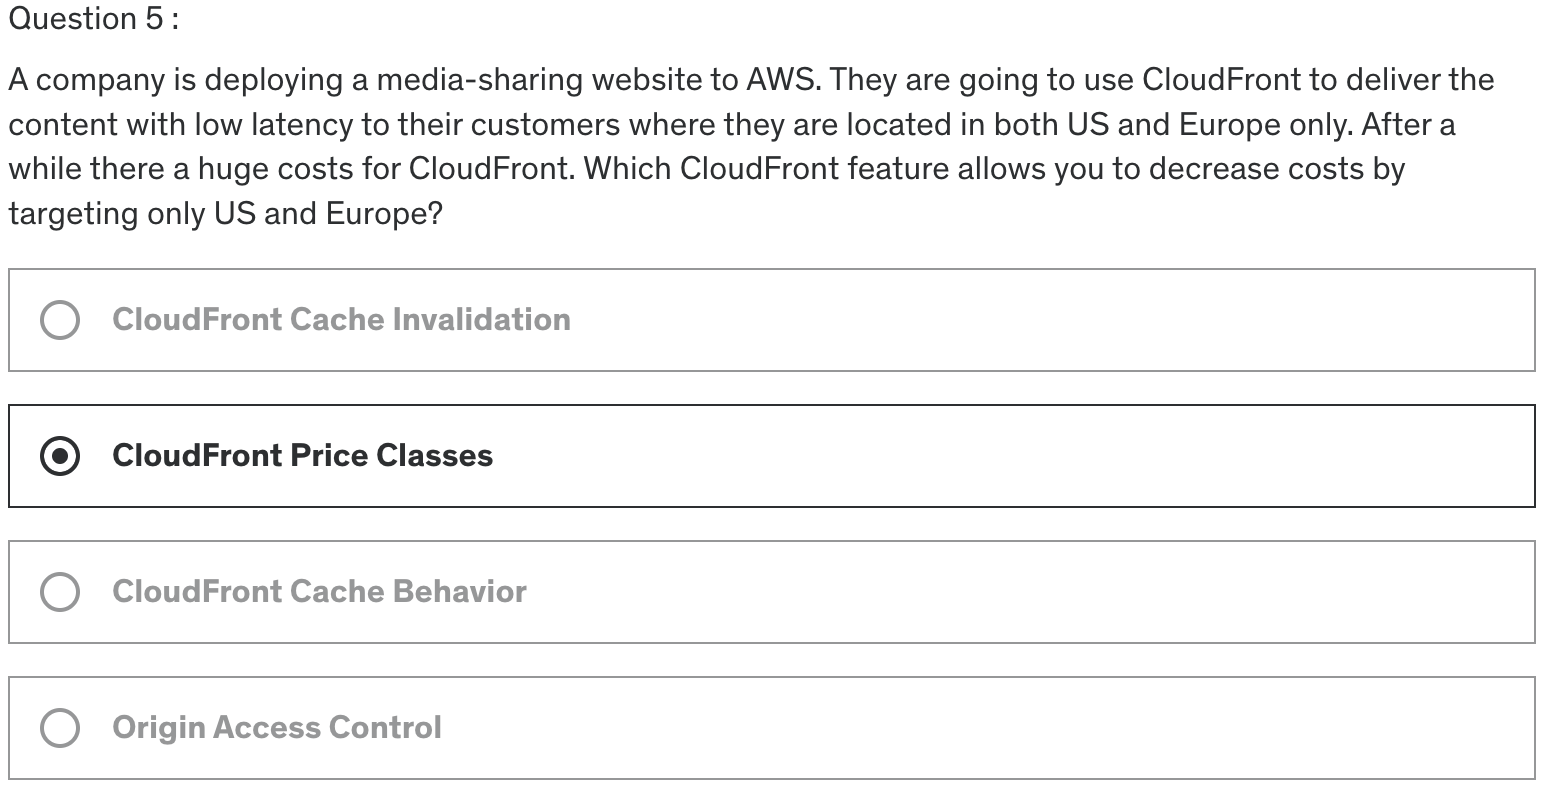 Question 5 :
A company is deploying a media-sharing website to AWS. They are going to use CloudFront to deliver the
content with low latency to their customers where they are located in both US and Europe only. After a
while there a huge costs for CloudFront. Which CloudFront feature allows you to decrease costs by
targeting only US and Europe?
CloudFront Cache Invalidation
CloudFront Price Classes
CloudFront Cache Behavior
Origin Access Control